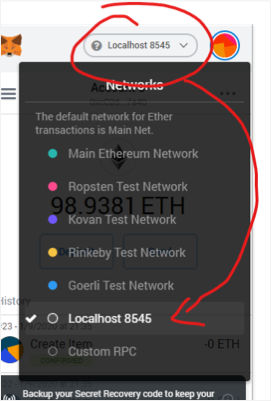 Localhost 8545
Networks
The default network for Ether
transactions is Main Net.
Main Ethereum Network
Ropsten Test Network
98.9381 ETH
Kovan Test Network
Rinkeby Test Network
Goerli Test Network
History
Localhost 8545
Create Item
-0 ETH
Custom RPC
Backup your Secret Recovery code to keep your